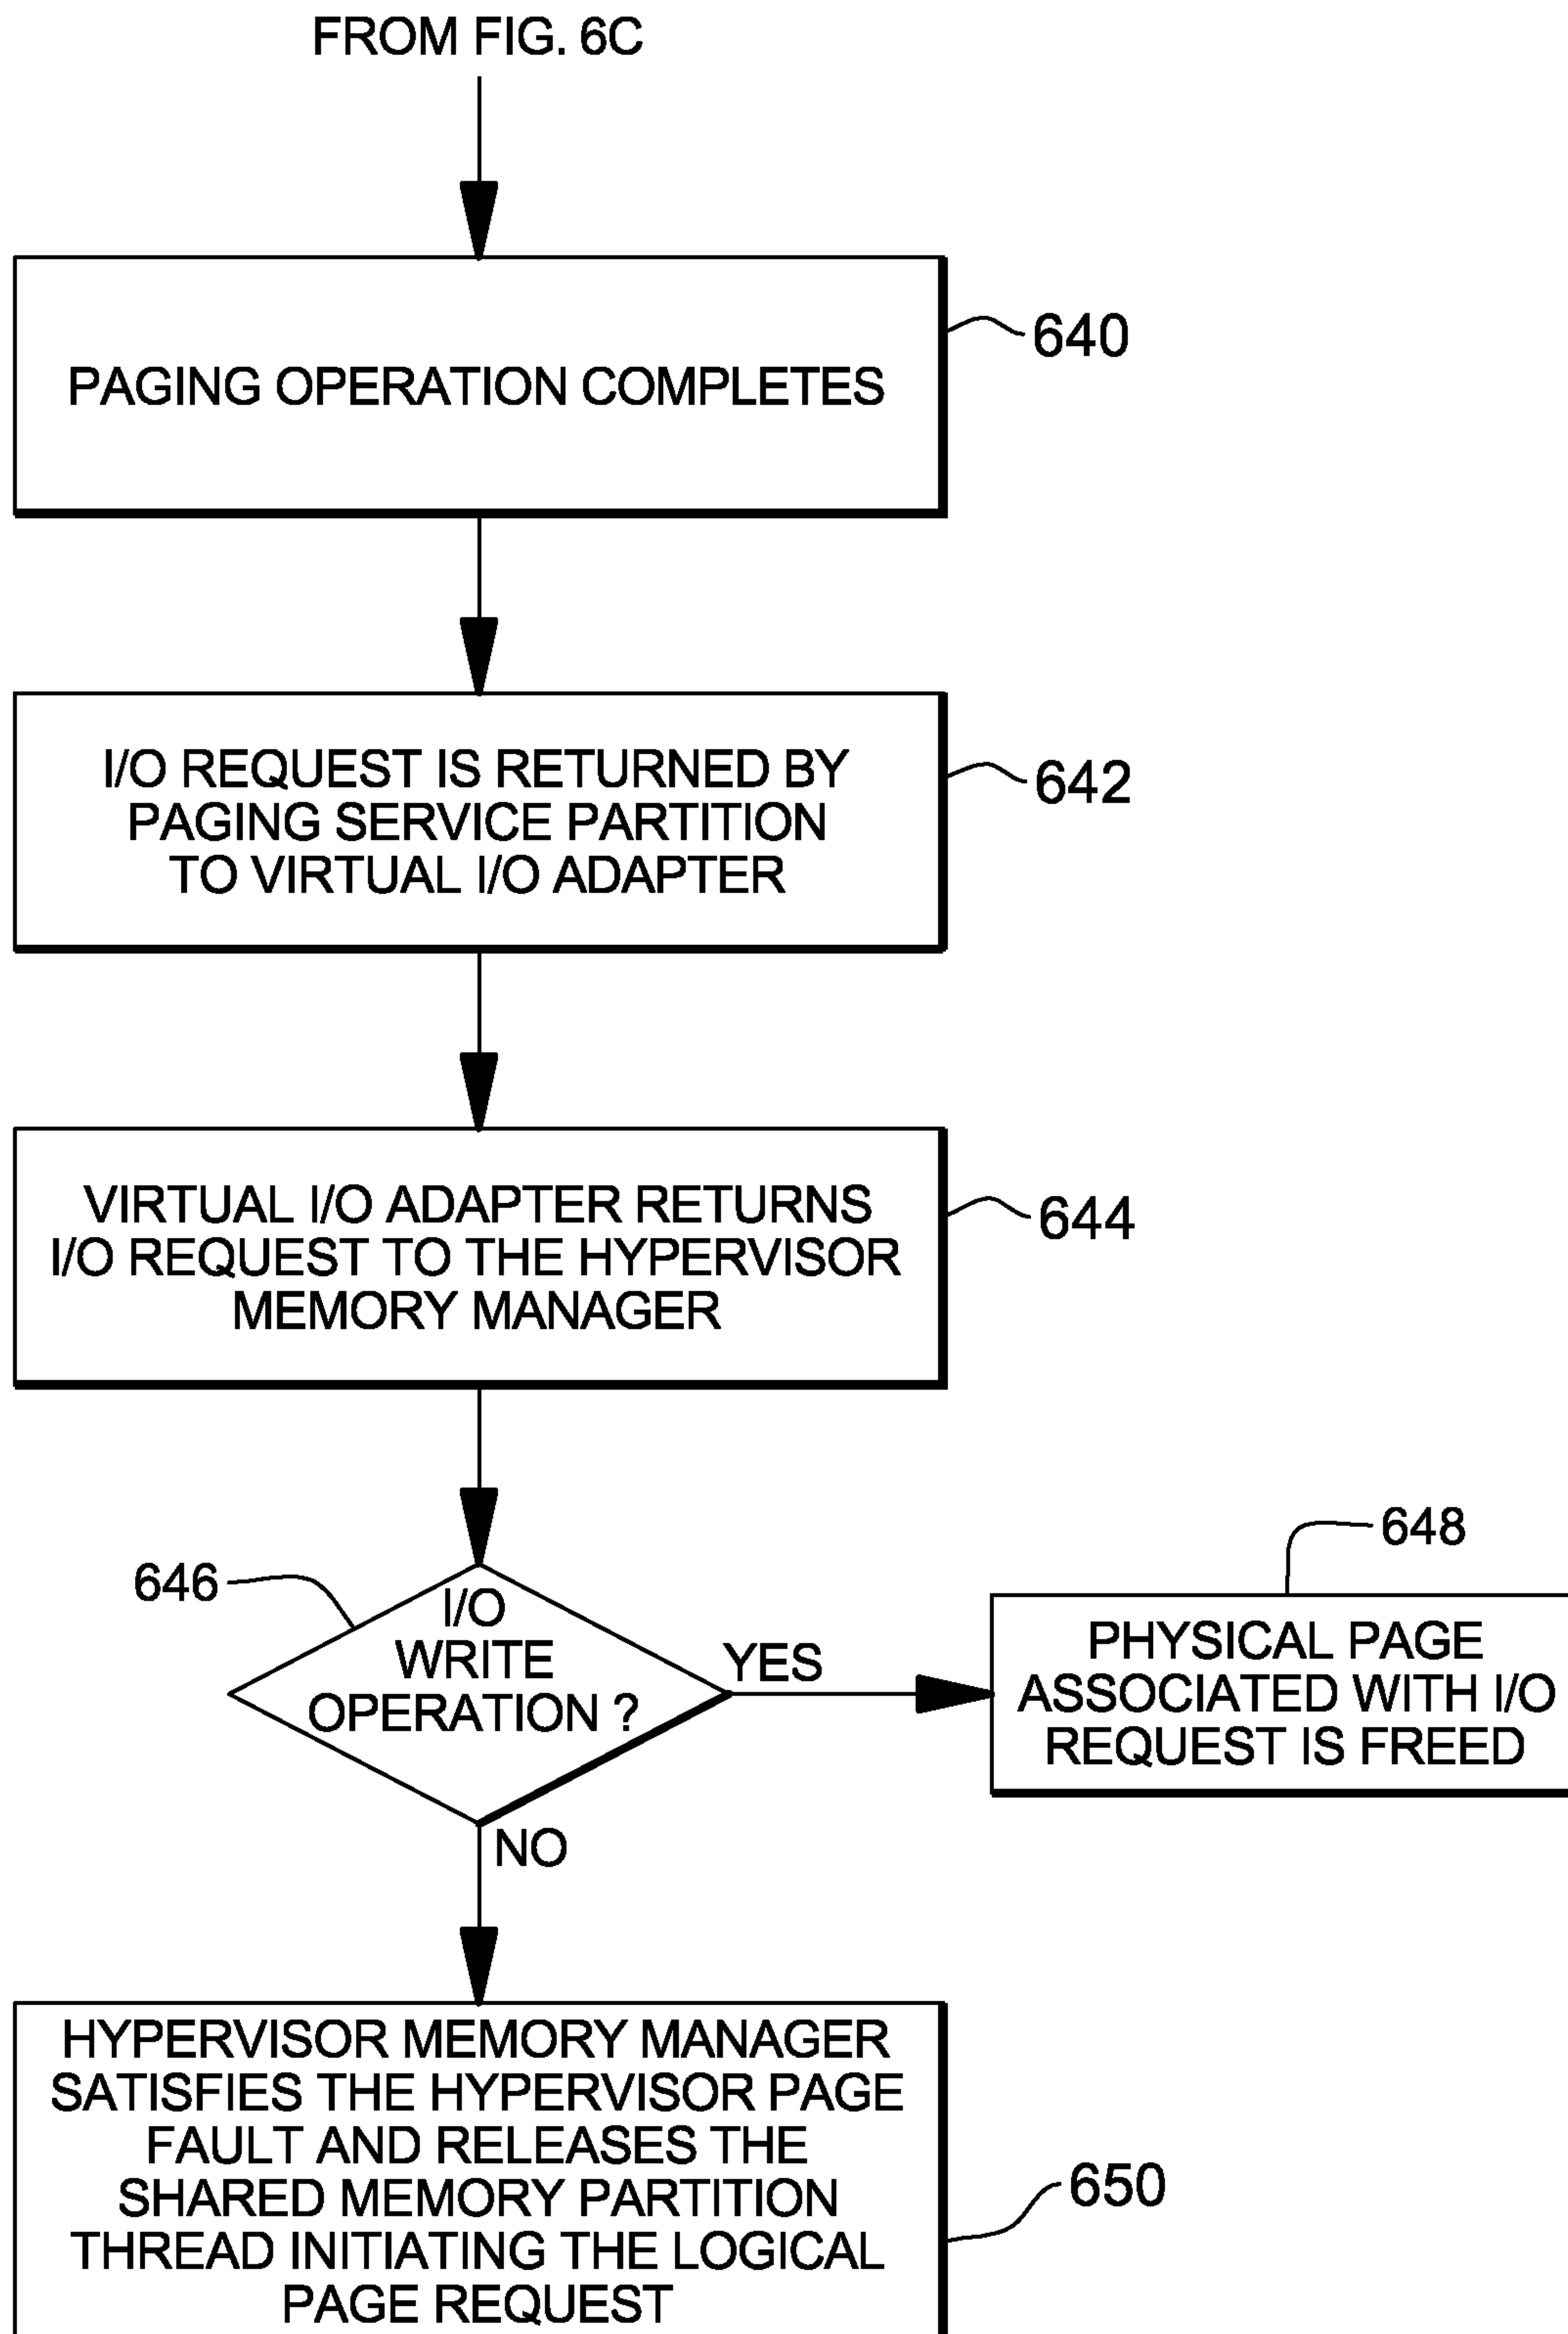 FROM FIG. 6C
PAGING OPERATION COMPLETES
640
I/O REQUEST IS RETURNED BY
PAGING SERVICE PARTITION
TO VIRTUAL I/O ADAPTER
642
VIRTUAL I/O ADAPTER RETURNS
I/O REQUEST TO THE HYPERVISOR
MEMORY MANAGER
644
646
I/O
WRITE
OPERATION ?
YES
NO
648
PHYSICAL PAGE
ASSOCIATED WITH I/O
REQUEST IS FREED
HYPERVISOR MEMORY MANAGER
SATISFIES THE HYPERVISOR PAGE
FAULT AND RELEASES THE
SHARED MEMORY PARTITION
THREAD INITIATING THE LOGICAL
PAGE REQUEST
650